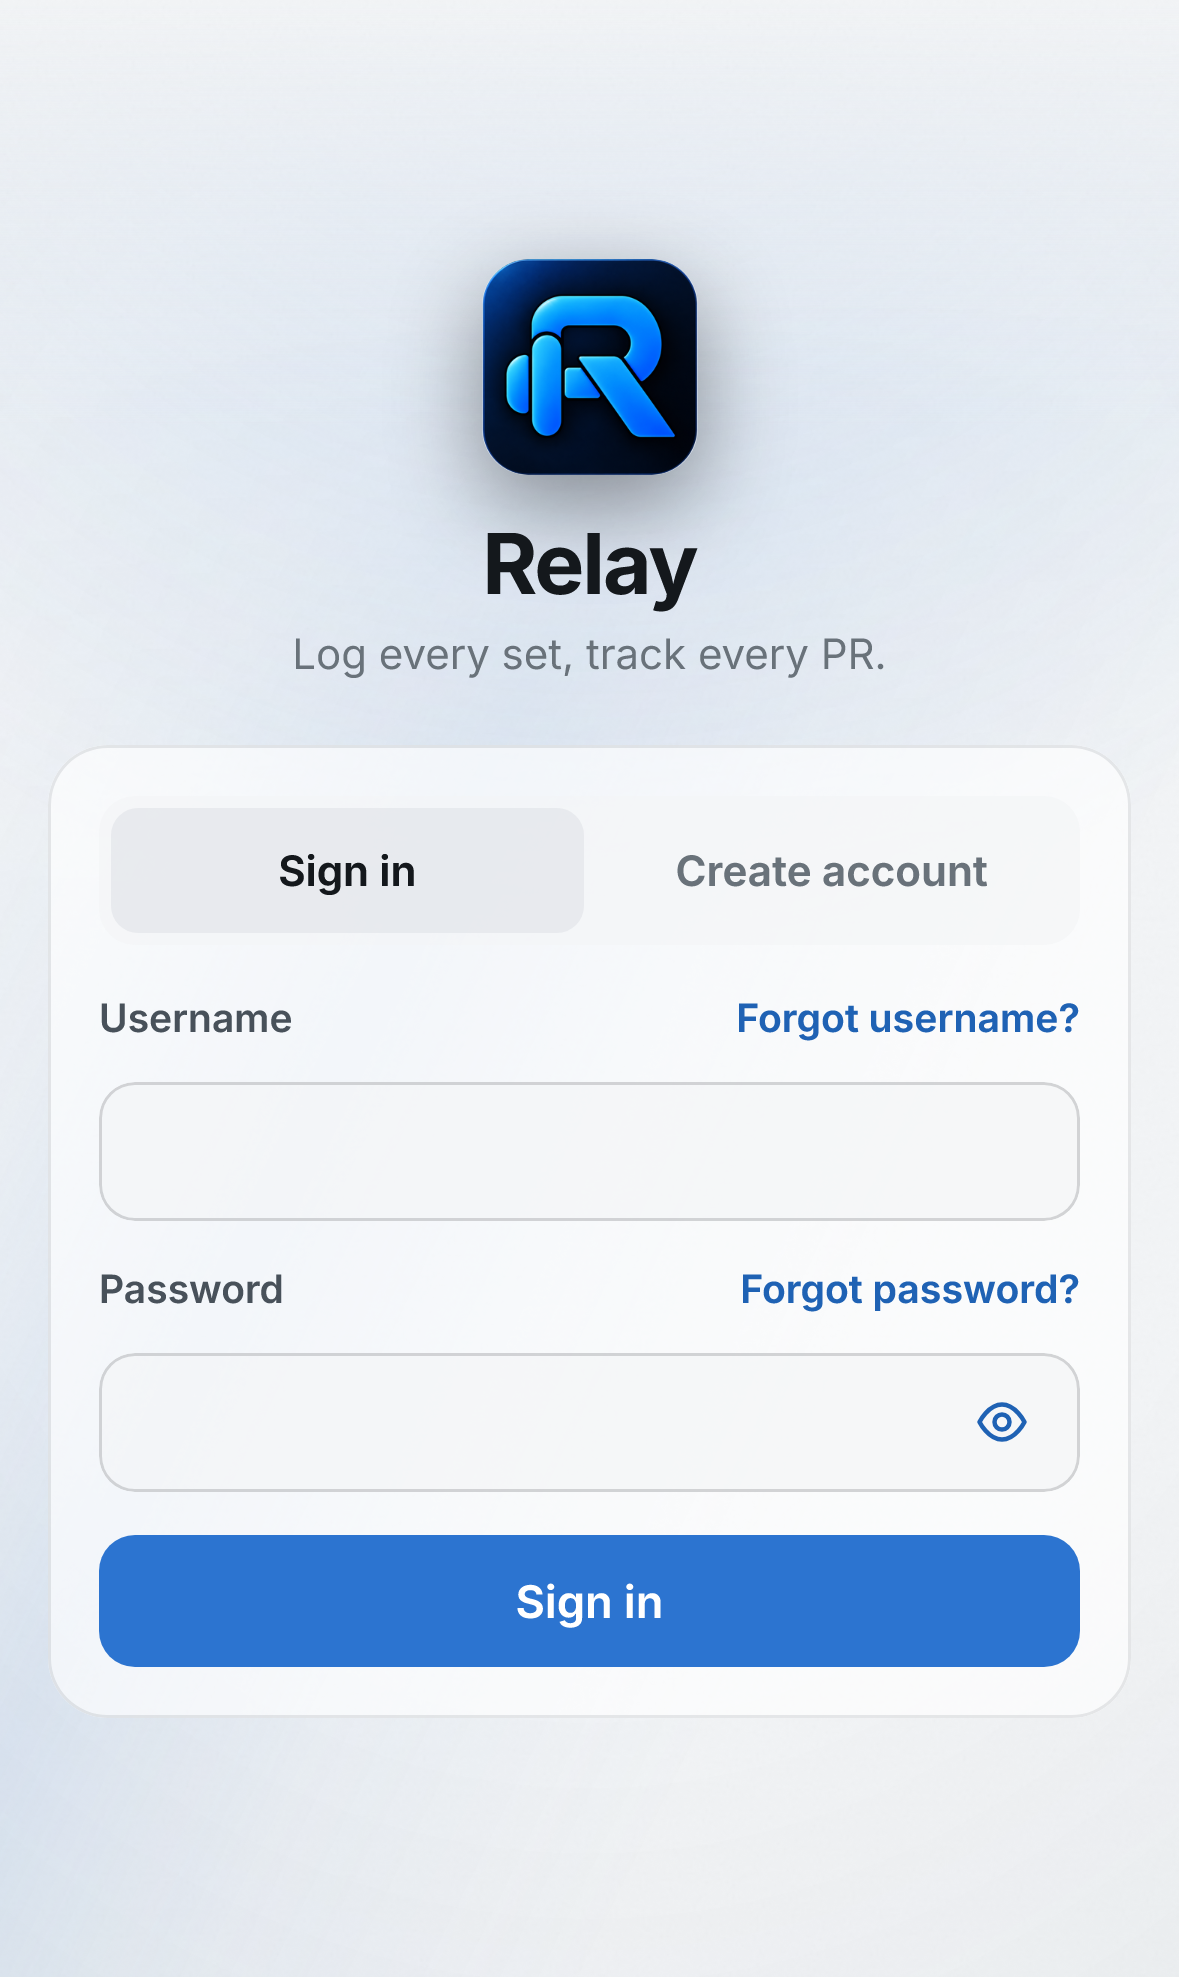 Relay
Log every set, track every PR.
Sign in
Create account
Username
Forgot username?
Password
Forgot password?
Sign in